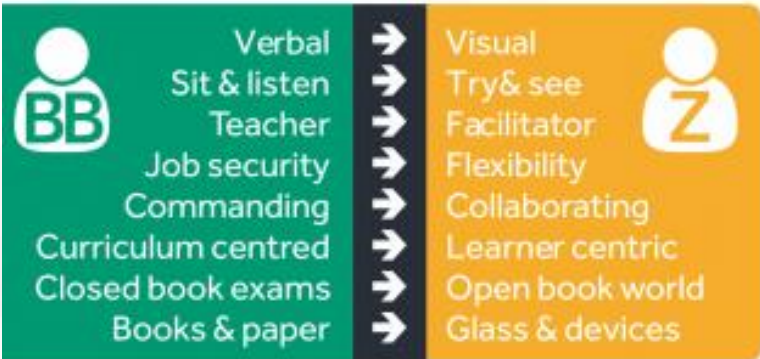 BB
Z
Verbal → Visual
Sit & listen → Try& see
Teacher → Facilitator
Job security → Flexibility
Commanding → Collaborating
Curriculum centred → Learner centric
Closed book exams → Open book world
Books & paper → Glass & devices